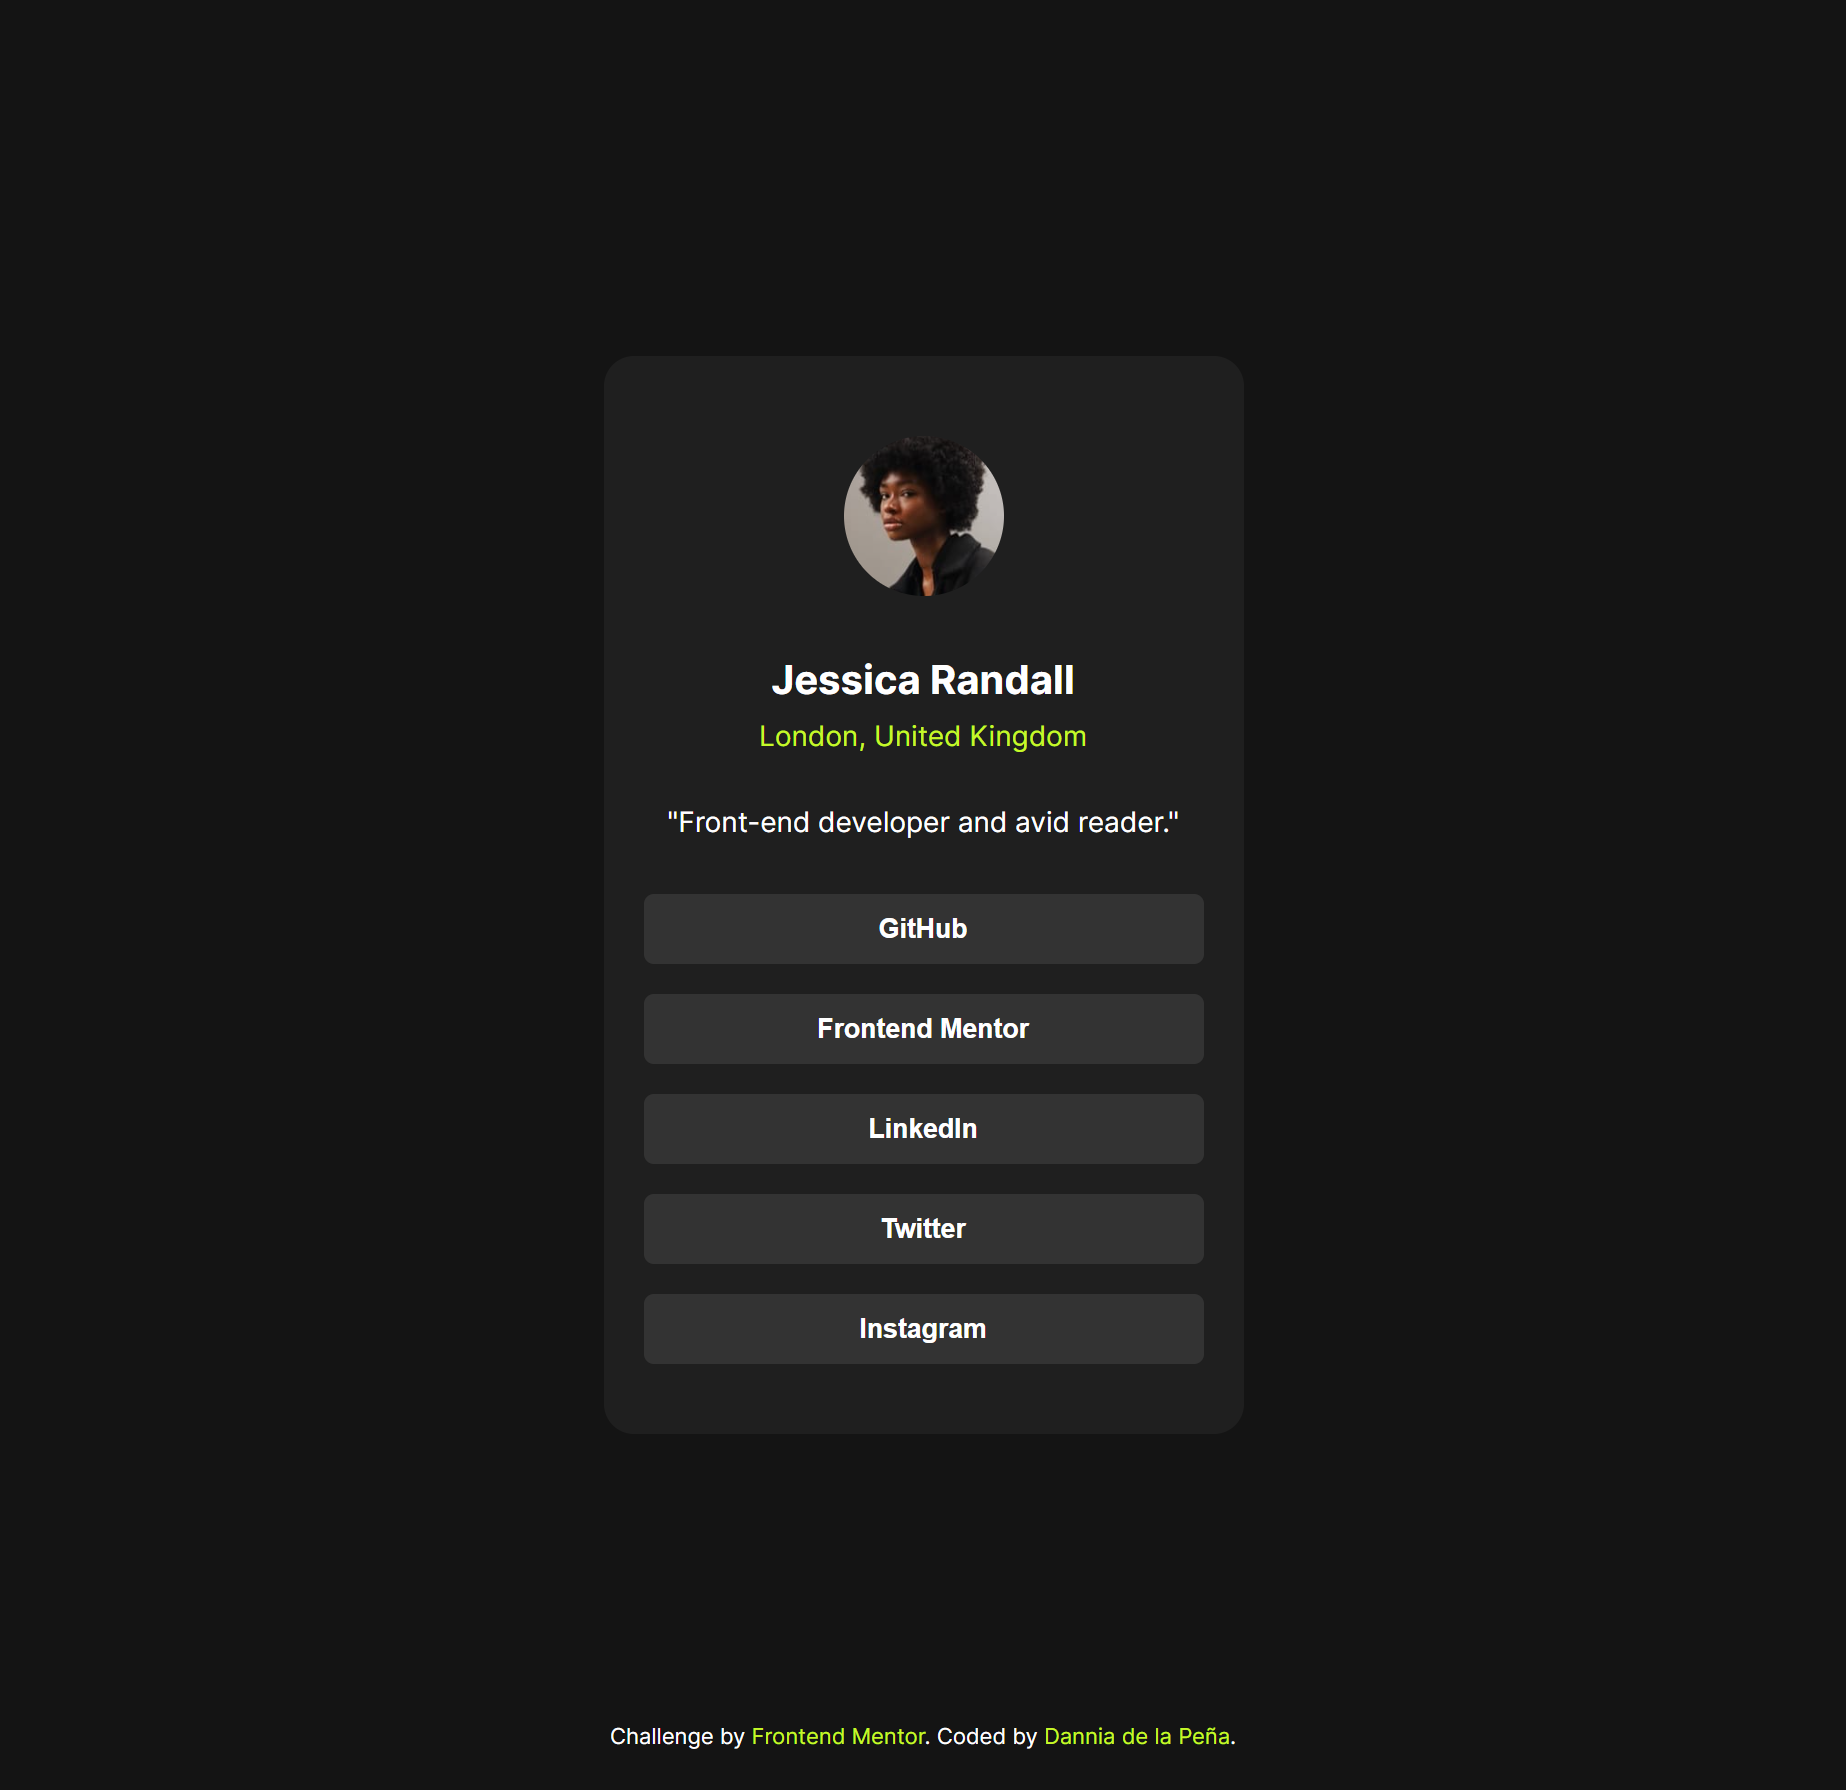 Jessica Randall
London, United Kingdom
"Front-end developer and avid reader."
GitHub
Frontend Mentor
LinkedIn
Twitter
Instagram
Challenge by Frontend Mentor. Coded by Dannia de la Peña.